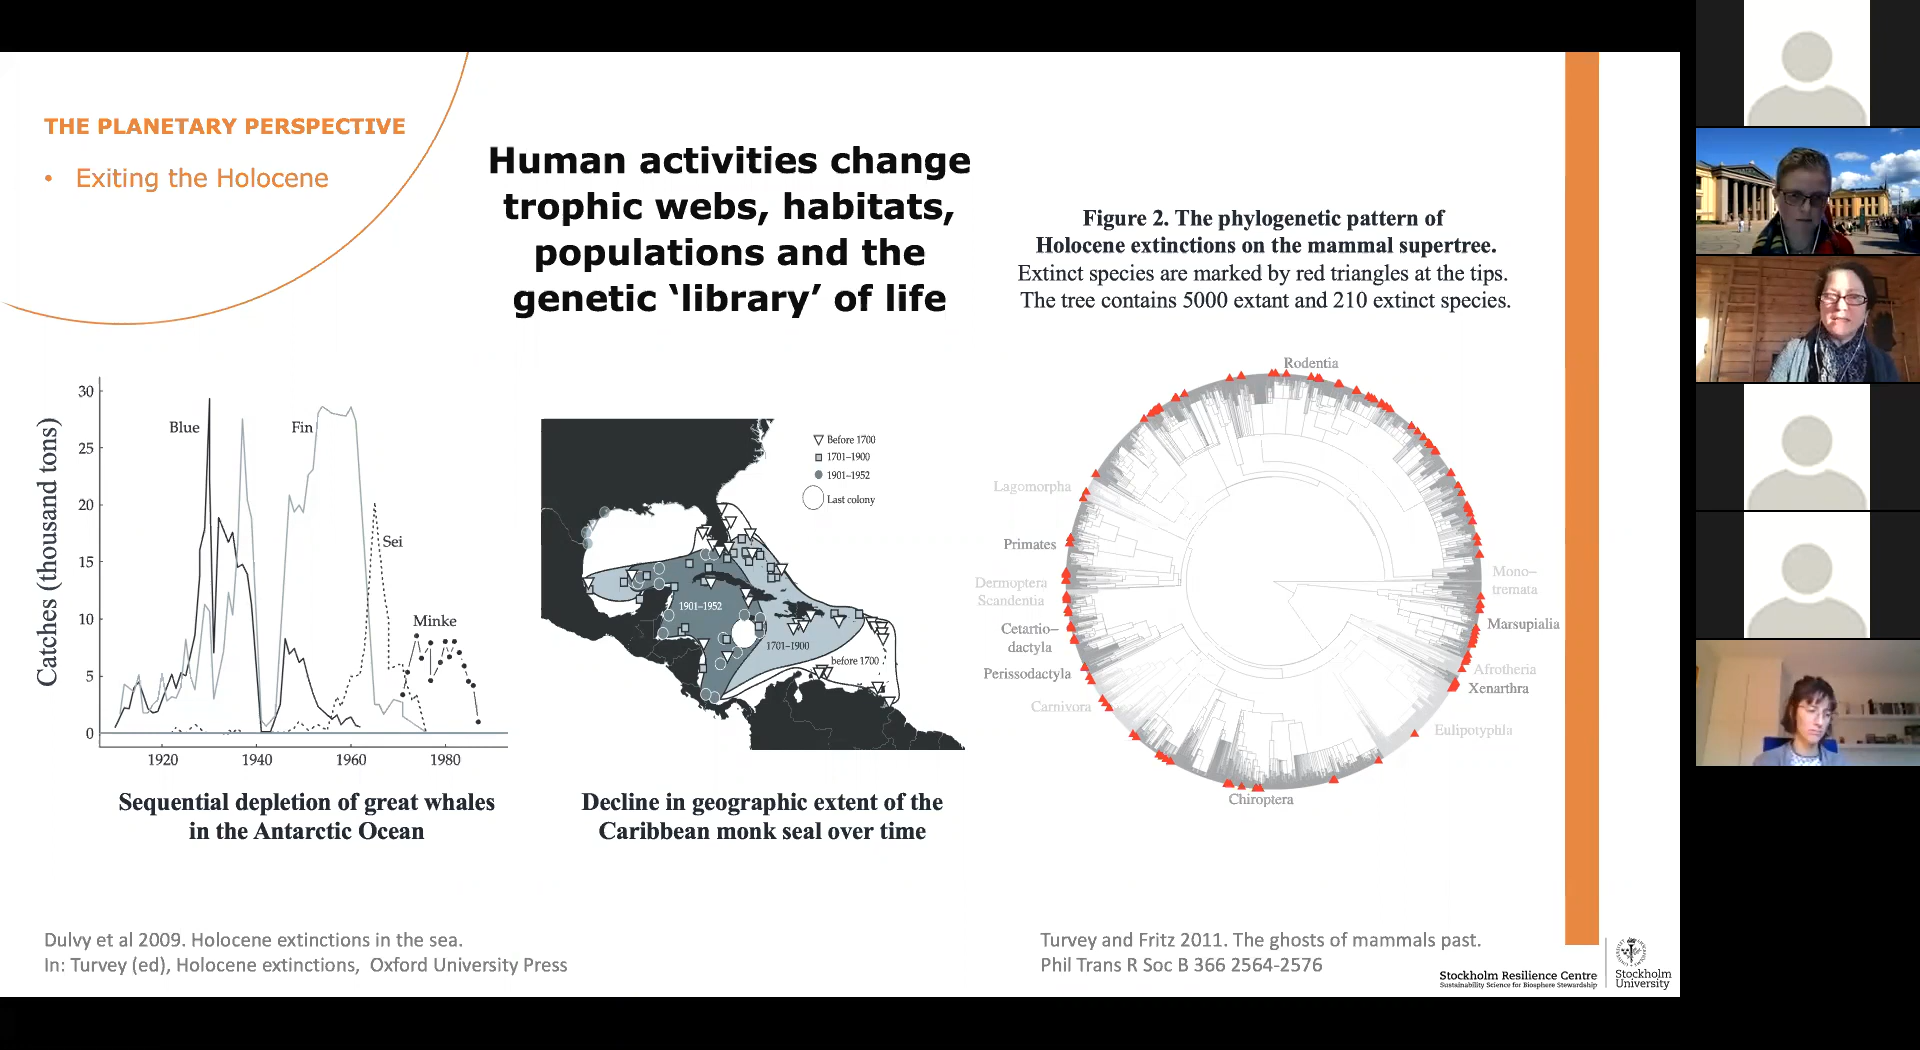 THE PLANETARY PERSPECTIVE
• Exiting the Holocene
Human activities change
trophic webs, habitats,
populations and the
genetic ‘library’ of life
Figure 2. The phylogenetic pattern of
Holocene extinctions on the mammal supertree.
Extinct species are marked by red triangles at the tips.
The tree contains 5000 extant and 210 extinct species.
Catches (thousand tons)
30
25
20
15
10
5
0
1920
1940
1960
1980
Blue
Fin
Sei
Minke
Sequential depletion of great whales
in the Antarctic Ocean
Before 1700
1701–1900
1901–1952
Last colony
1901–1952
1701–1900
before 1700
Decline in geographic extent of the
Caribbean monk seal over time
Rodentia
Lagomorpha
Primates
Dermoptera
Scandentia
Cetartio–
dactyla
Perissodactyla
Carnivora
Chiroptera
Mono–
tremata
Marsupialia
Afrotheria
Xenarthra
Eulipotyphla
Dulvy et al 2009. Holocene extinctions in the sea.
In: Turvey (ed), Holocene extinctions, Oxford University Press
Turvey and Fritz 2011. The ghosts of mammals past.
Phil Trans R Soc B 366 2564-2576
Stockholm Resilience Centre
Sustainability Science for Biosphere Stewardship
Stockholm
University